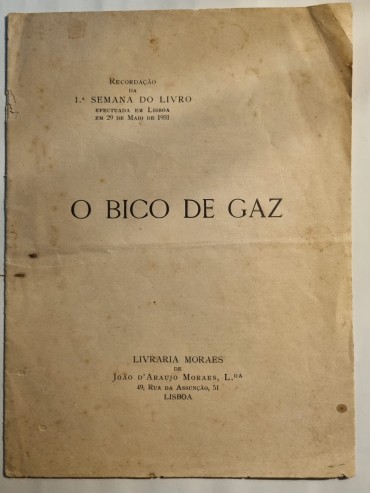 Recordação
da
1.ª SEMANA DO LIVRO
efectuada em Lisboa
em 29 de Maio de 1931
O BICO DE GAZ
LIVRARIA MORAES
de
João d'Araujo Moraes, L.da
49, Rua da Assunção, 51
LISBOA